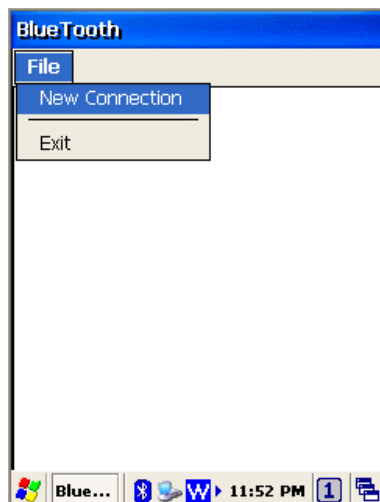 BlueTooth
File
New Connection
Exit
Blue... W 11:52 PM 1